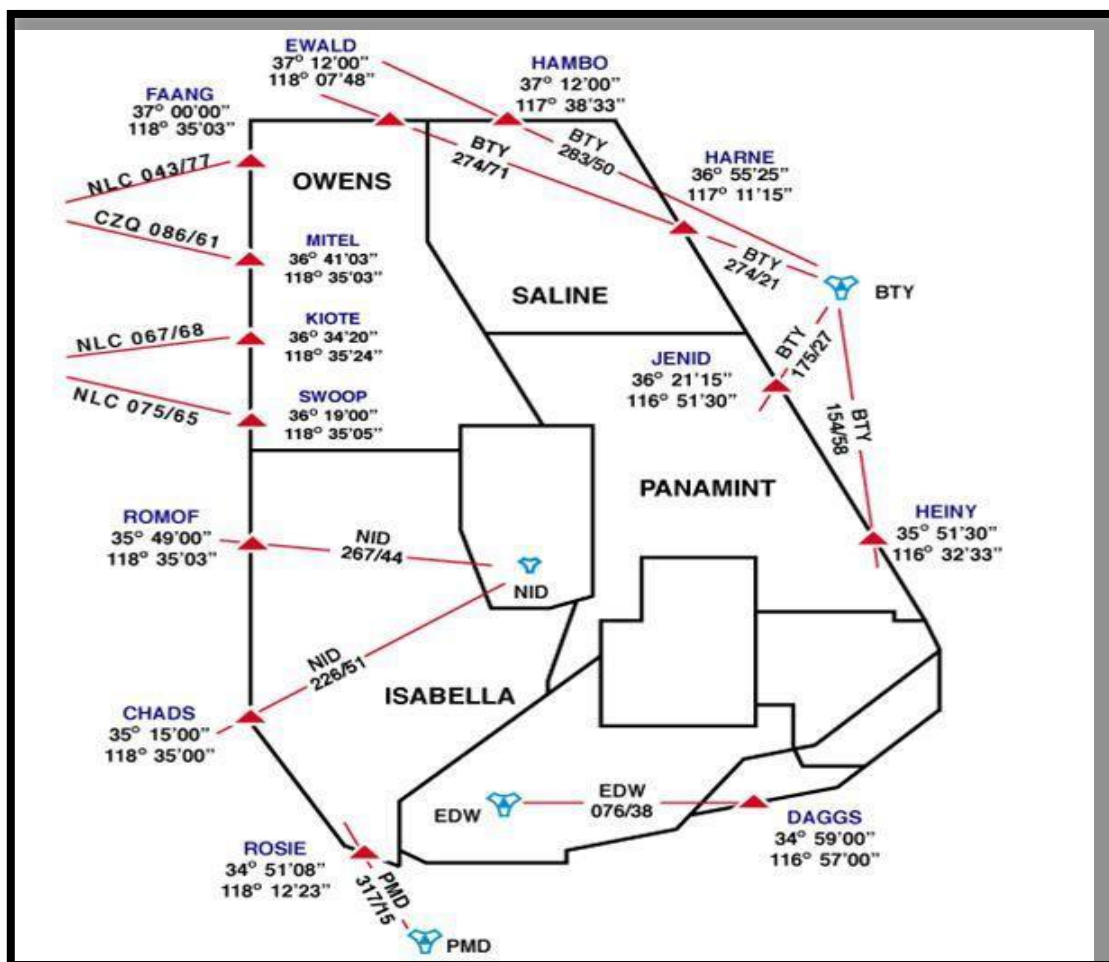 EWALD
37° 12'00"
118° 07'48"
HAMBO
37° 12'00"
117° 38'33"
FAANG
37° 00'00"
118° 35'03"
BTY
283/50
BTY
274/71
HARNE
36° 55'25"
117° 11'15"
NLC 043/77
OWENS
CZQ 086/61
MITEL
36° 41'03"
118° 35'03"
BTY
274/21
BTY
SALINE
KIOTE
36° 34'20"
118° 35'24"
NLC 067/68
BTY
175/27
JENID
36° 21'15"
116° 51'30"
NLC 075/65
SWOOP
36° 19'00"
118° 35'05"
BTY
154/58
PANAMINT
ROMOF
35° 49'00"
118° 35'03"
NID
267/44
HEINY
35° 51'30"
116° 32'33"
NID
NID
226/51
ISABELLA
CHADS
35° 15'00"
118° 35'00"
EDW
EDW
076/38
DAGGS
34° 59'00"
116° 57'00"
ROSIE
34° 51'08"
118° 12'23"
PMD
317/15
PMD